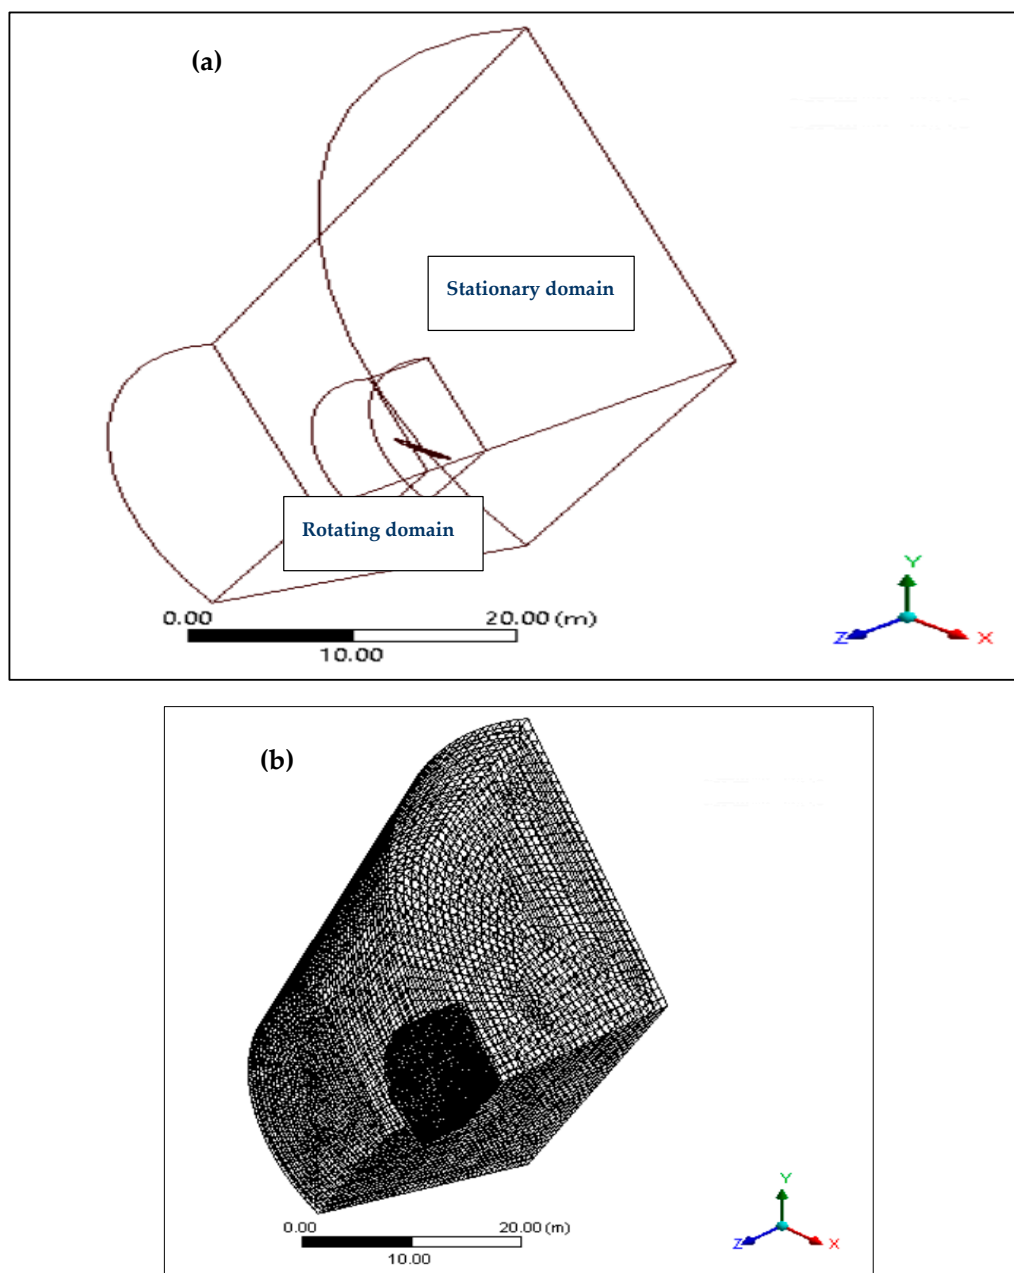 (a)
Stationary domain
Rotating domain
0.00 20.00 (m)
10.00
Y
Z X
(b)
0.00 20.00 (m)
10.00
Y
Z X